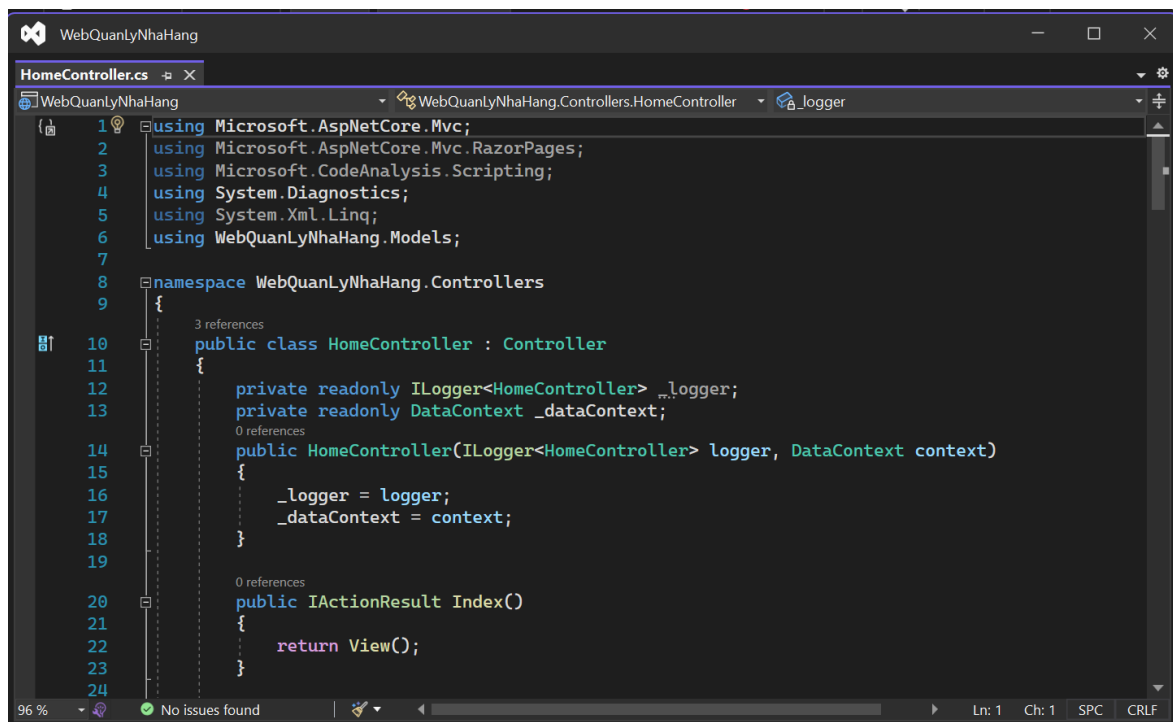 WebQuanLyNhaHang
HomeController.cs
WebQuanLyNhaHang WebQuanLyNhaHang.Controllers.HomeController _logger
1 using Microsoft.AspNetCore.Mvc;
2 using Microsoft.AspNetCore.Mvc.RazorPages;
3 using Microsoft.CodeAnalysis.Scripting;
4 using System.Diagnostics;
5 using System.Xml.Linq;
6 using WebQuanLyNhaHang.Models;
7
8 namespace WebQuanLyNhaHang.Controllers
9 {
3 references
10 public class HomeController : Controller
11 {
12 private readonly ILogger<HomeController> _logger;
13 private readonly DataContext _dataContext;
0 references
14 public HomeController(ILogger<HomeController> logger, DataContext context)
15 {
16 _logger = logger;
17 _dataContext = context;
18 }
19
0 references
20 public IActionResult Index()
21 {
22 return View();
23 }
24
96 % No issues found Ln: 1 Ch: 1 SPC CRLF